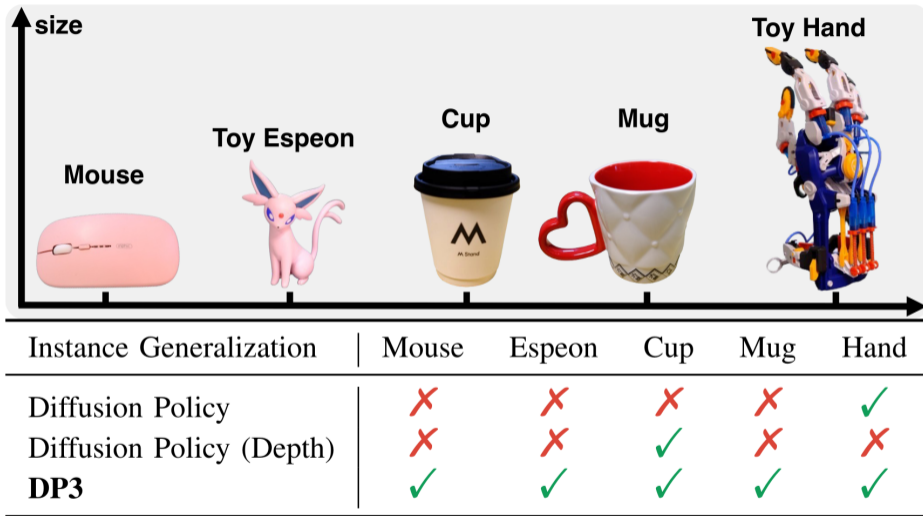 size
Toy Hand
Cup
Mug
Toy Espeon
Mouse
M
M Stand
Instance Generalization Mouse Espeon Cup Mug Hand
Diffusion Policy ✗ ✗ ✗ ✗ ✓
Diffusion Policy (Depth) ✗ ✗ ✓ ✗ ✗
DP3 ✓ ✓ ✓ ✓ ✓